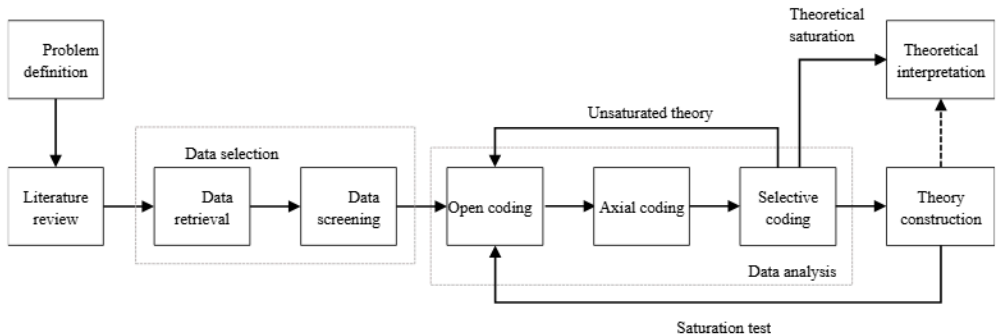 Problem
definition
Theoretical
saturation
Theoretical
interpretation
Unsaturated theory
Data selection
Literature
review
Data
retrieval
Data
screening
Open coding
Axial coding
Selective
coding
Theory
construction
Data analysis
Saturation test